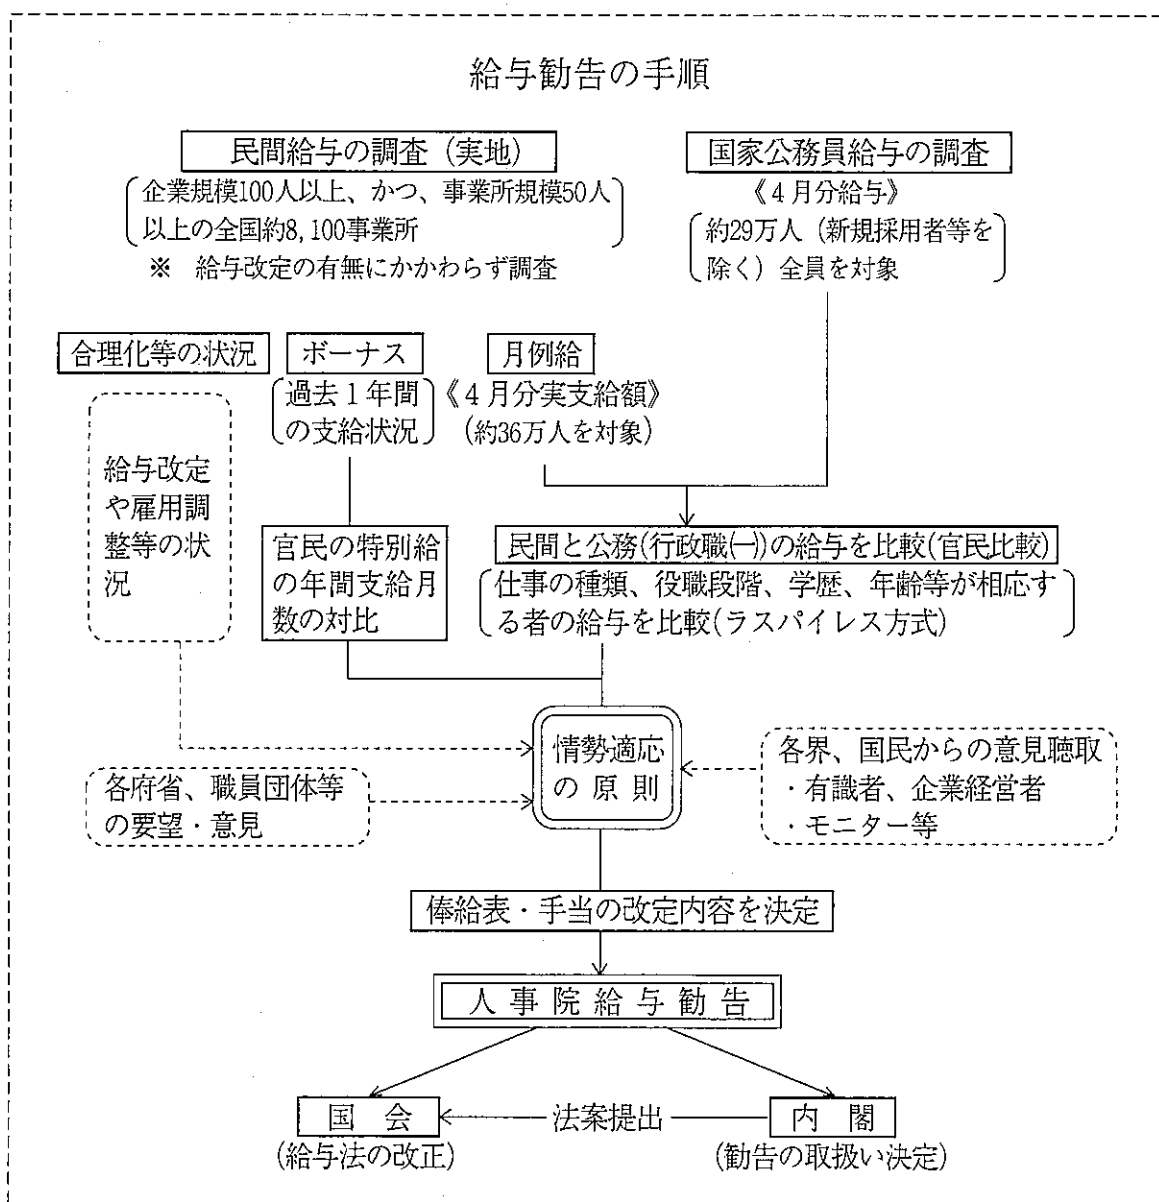 給与勧告の手順
民間給与の調査（実地）
企業規模100人以上、かつ、事業所規模50人
以上の全国約8,100事業所
※　給与改定の有無にかかわらず調査
国家公務員給与の調査
《４月分給与》
約29万人（新規採用者等を
除く）全員を対象
合理化等の状況
給与改定
や雇用調
整等の状
況
ボーナス
過去１年間
の支給状況
月例給
《４月分実支給額》
(約36万人を対象)
官民の特別給
の年間支給月
数の対比
民間と公務(行政職㈠)の給与を比較(官民比較)
仕事の種類、役職段階、学歴、年齢等が相応す
る者の給与を比較(ラスパイレス方式)
情勢適応
の原則
各府省、職員団体等
の要望・意見
各界、国民からの意見聴取
・有識者、企業経営者
・モニター等
俸給表・手当の改定内容を決定
人事院給与勧告
国会
(給与法の改正)
法案提出
内閣
(勧告の取扱い決定)